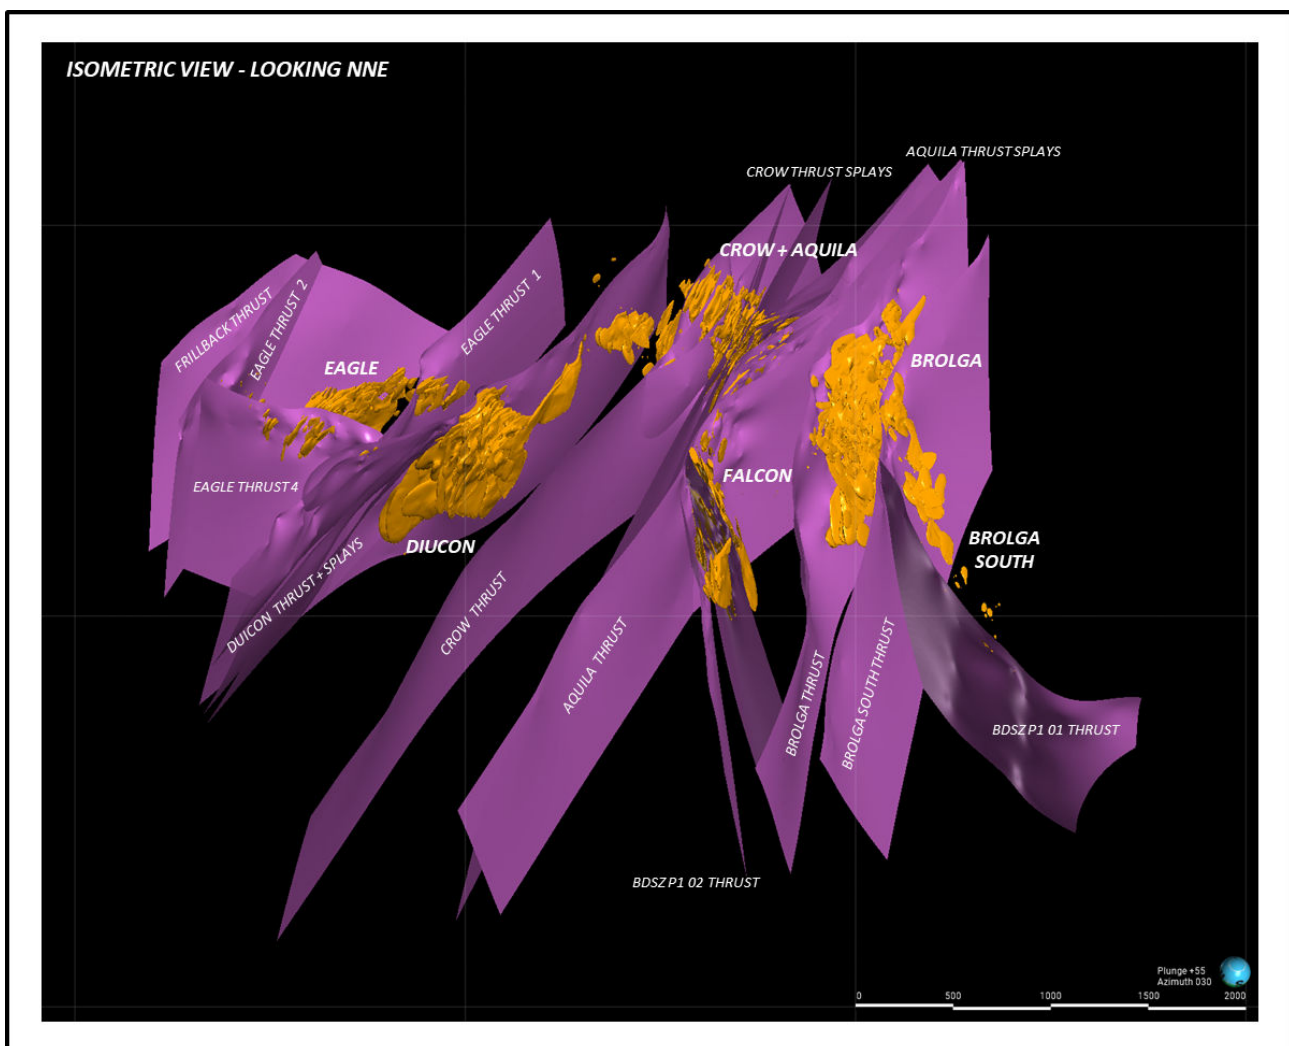 ISOMETRIC VIEW - LOOKING NNE
AQUILA THRUST SPLAYS
CROW THRUST SPLAYS
CROW + AQUILA
FRILLBACK THRUST
EAGLE THRUST 2
EAGLE THRUST 1
EAGLE
BROLGA
FALCON
EAGLE THRUST 4
DIUCON
BROLGA
SOUTH
DUICON THRUST + SPLAYS
CROW THRUST
AQUILA THRUST
BROLGA THRUST
BROLGA SOUTH THRUST
BDSZ P1 01 THRUST
BDSZ P1 02 THRUST
Plunge +55
Azimuth 030
0 500 1000 1500 2000